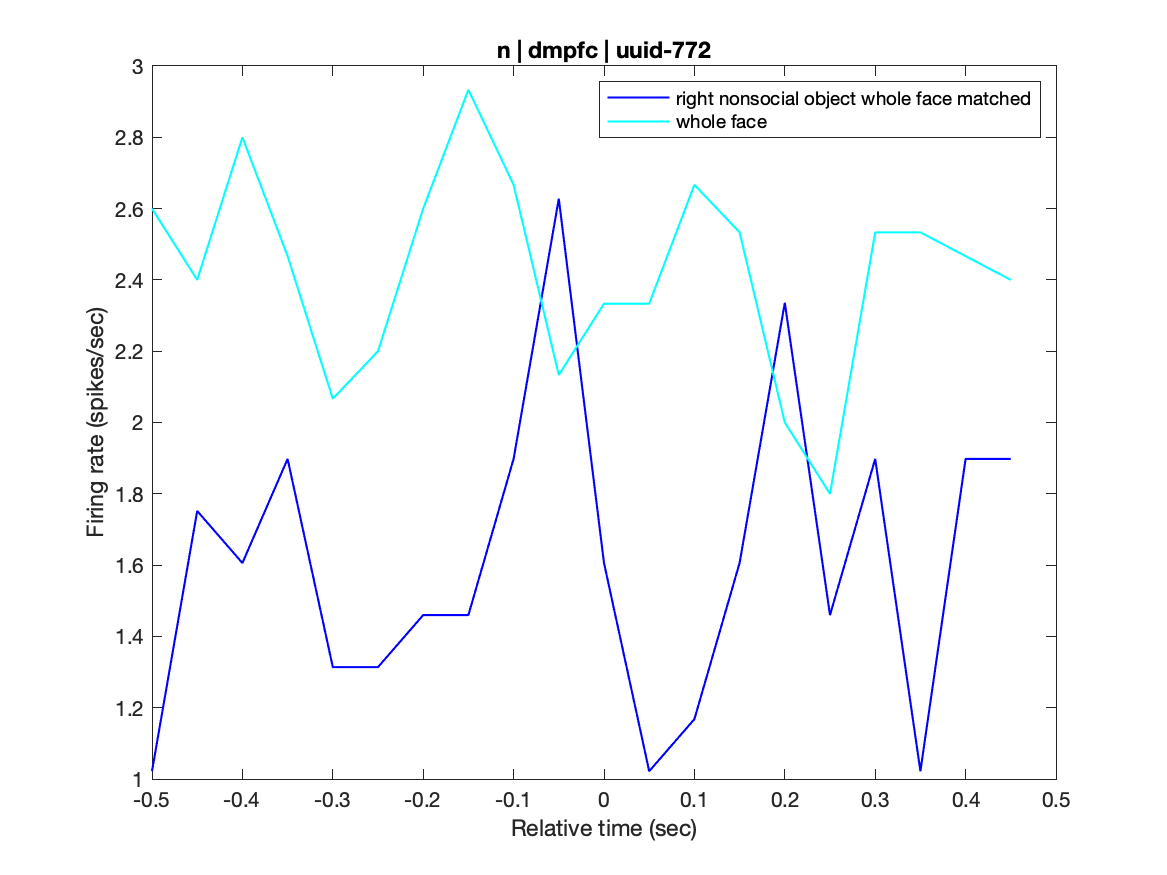 n | dmpfc | uuid-772
right nonsocial object whole face matched
whole face
3
2.8
2.6
2.4
2.2
2
1.8
1.6
1.4
1.2
1
Firing rate (spikes/sec)
-0.5 -0.4 -0.3 -0.2 -0.1 0 0.1 0.2 0.3 0.4 0.5
Relative time (sec)